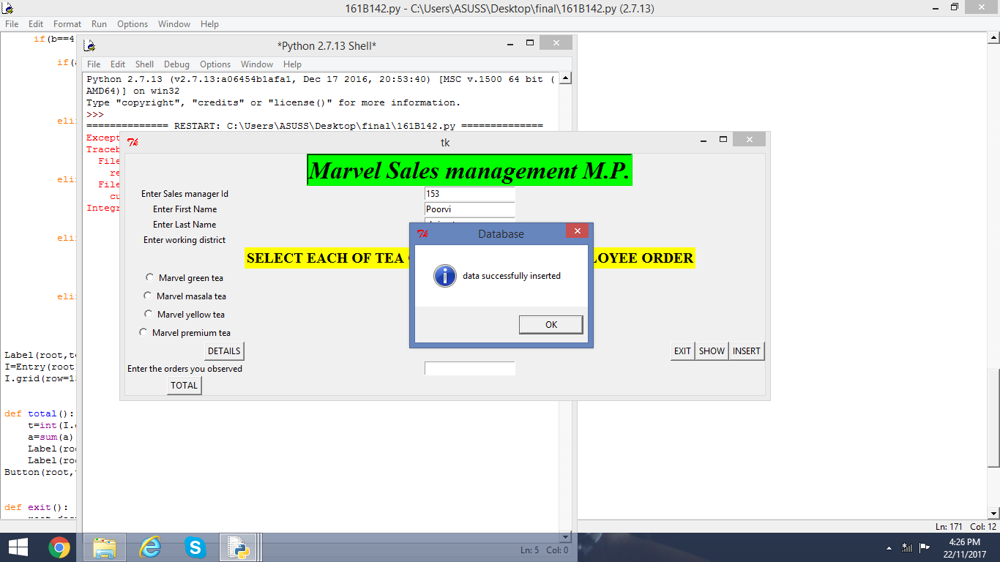 161B142.py - C:\Users\ASUSS\Desktop\final\161B142.py (2.7.13)
File Edit Format Run Options Window Help
if(b==4
*Python 2.7.13 Shell*
File Edit Shell Debug Options Window Help
Python 2.7.13 (v2.7.13:a06454b1afa1, Dec 17 2016, 20:53:40) [MSC v.1500 64 bit (
AMD64)] on win32
Type "copyright", "credits" or "license()" for more information.
>>>
============== RESTART: C:\Users\ASUSS\Desktop\final\161B142.py ==============
Except
Traceb
File
re
File
cu
Integr
tk
Marvel Sales management M.P.
Enter Sales manager Id 153
Enter First Name Poorvi
Enter Last Name
Enter working district
SELECT EACH OF TEA
LOYEE ORDER
Database
data successfully inserted
OK
Marvel green tea
Marvel masala tea
Marvel yellow tea
Marvel premium tea
DETAILS
EXIT SHOW INSERT
Enter the orders you observed
TOTAL
Label(root,te
I=Entry(root
I.grid(row=1
def total():
t=int(I.
a=sum(a)
Label(roo
Label(roo
Button(root,
def exit():
Ln: 5 Col: 0
Ln: 171 Col: 12
4:26 PM
22/11/2017